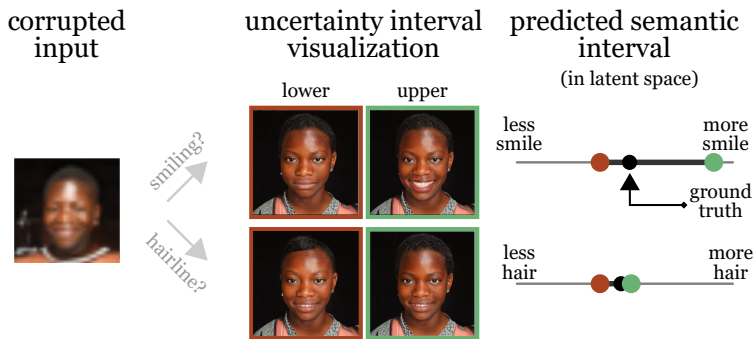 corrupted
input
uncertainty interval
visualization
predicted semantic
interval
(in latent space)
lower
upper
smiling?
hairline?
less
smile
more
smile
ground
truth
less
hair
more
hair